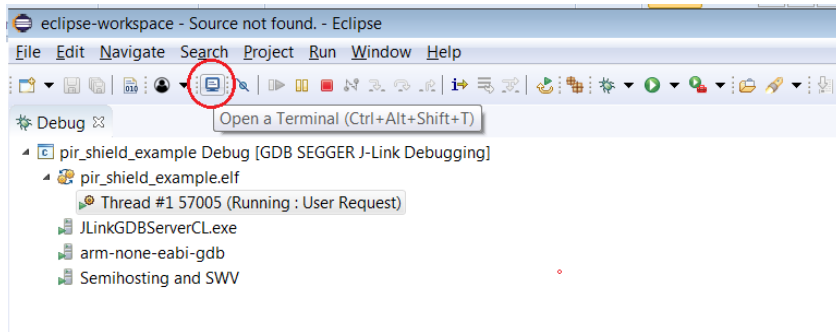 eclipse-workspace - Source not found. - Eclipse
File Edit Navigate Search Project Run Window Help
010
Open a Terminal (Ctrl+Alt+Shift+T)
Debug
c pir_shield_example Debug [GDB SEGGER J-Link Debugging]
pir_shield_example.elf
Thread #1 57005 (Running : User Request)
JLinkGDBServerCL.exe
arm-none-eabi-gdb
Semihosting and SWV